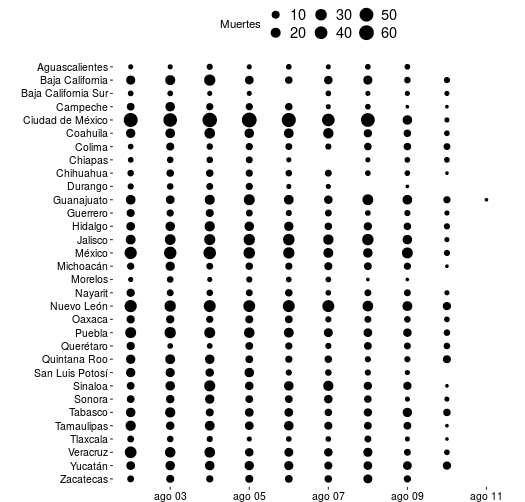 Muertes 10 30 50
20 40 60
Aguascalientes
Baja California
Baja California Sur
Campeche
Ciudad de México
Coahuila
Colima
Chiapas
Chihuahua
Durango
Guanajuato
Guerrero
Hidalgo
Jalisco
México
Michoacán
Morelos
Nayarit
Nuevo León
Oaxaca
Puebla
Querétaro
Quintana Roo
San Luis Potosí
Sinaloa
Sonora
Tabasco
Tamaulipas
Tlaxcala
Veracruz
Yucatán
Zacatecas
ago 03 ago 05 ago 07 ago 09 ago 11